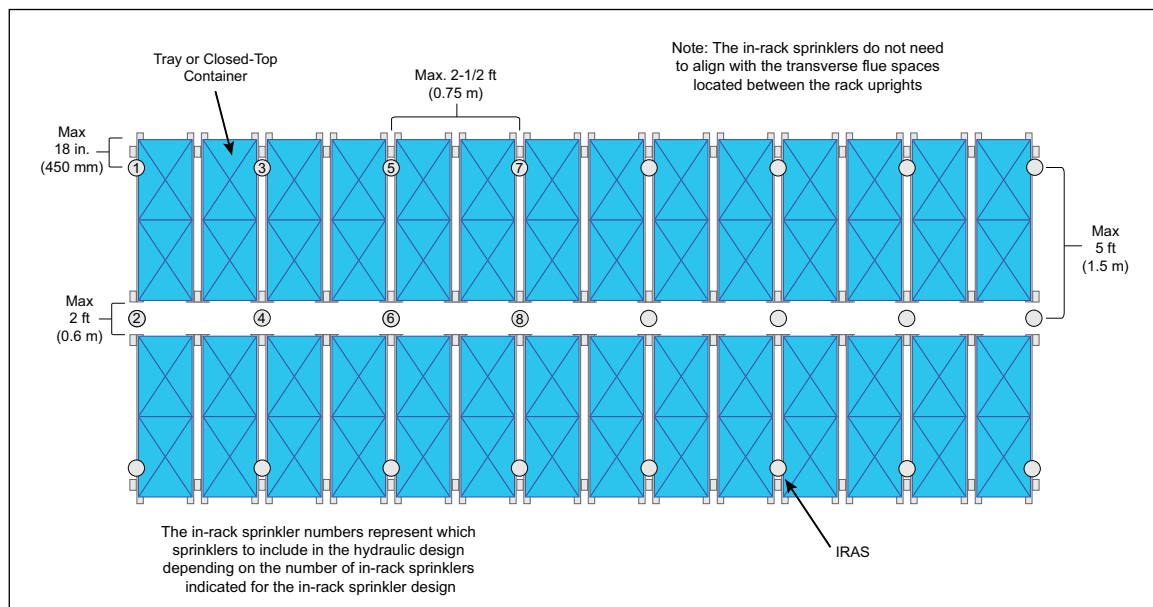 Tray or Closed-Top
Container
Max. 2-1/2 ft
(0.75 m)
Note: The in-rack sprinklers do not need
to align with the transverse flue spaces
located between the rack uprights
Max
18 in.
(450 mm)
1
3
5
7
Max
5 ft
(1.5 m)
Max
2 ft
(0.6 m)
2
4
6
8
The in-rack sprinkler numbers represent which
sprinklers to include in the hydraulic design
depending on the number of in-rack sprinklers
indicated for the in-rack sprinkler design
IRAS